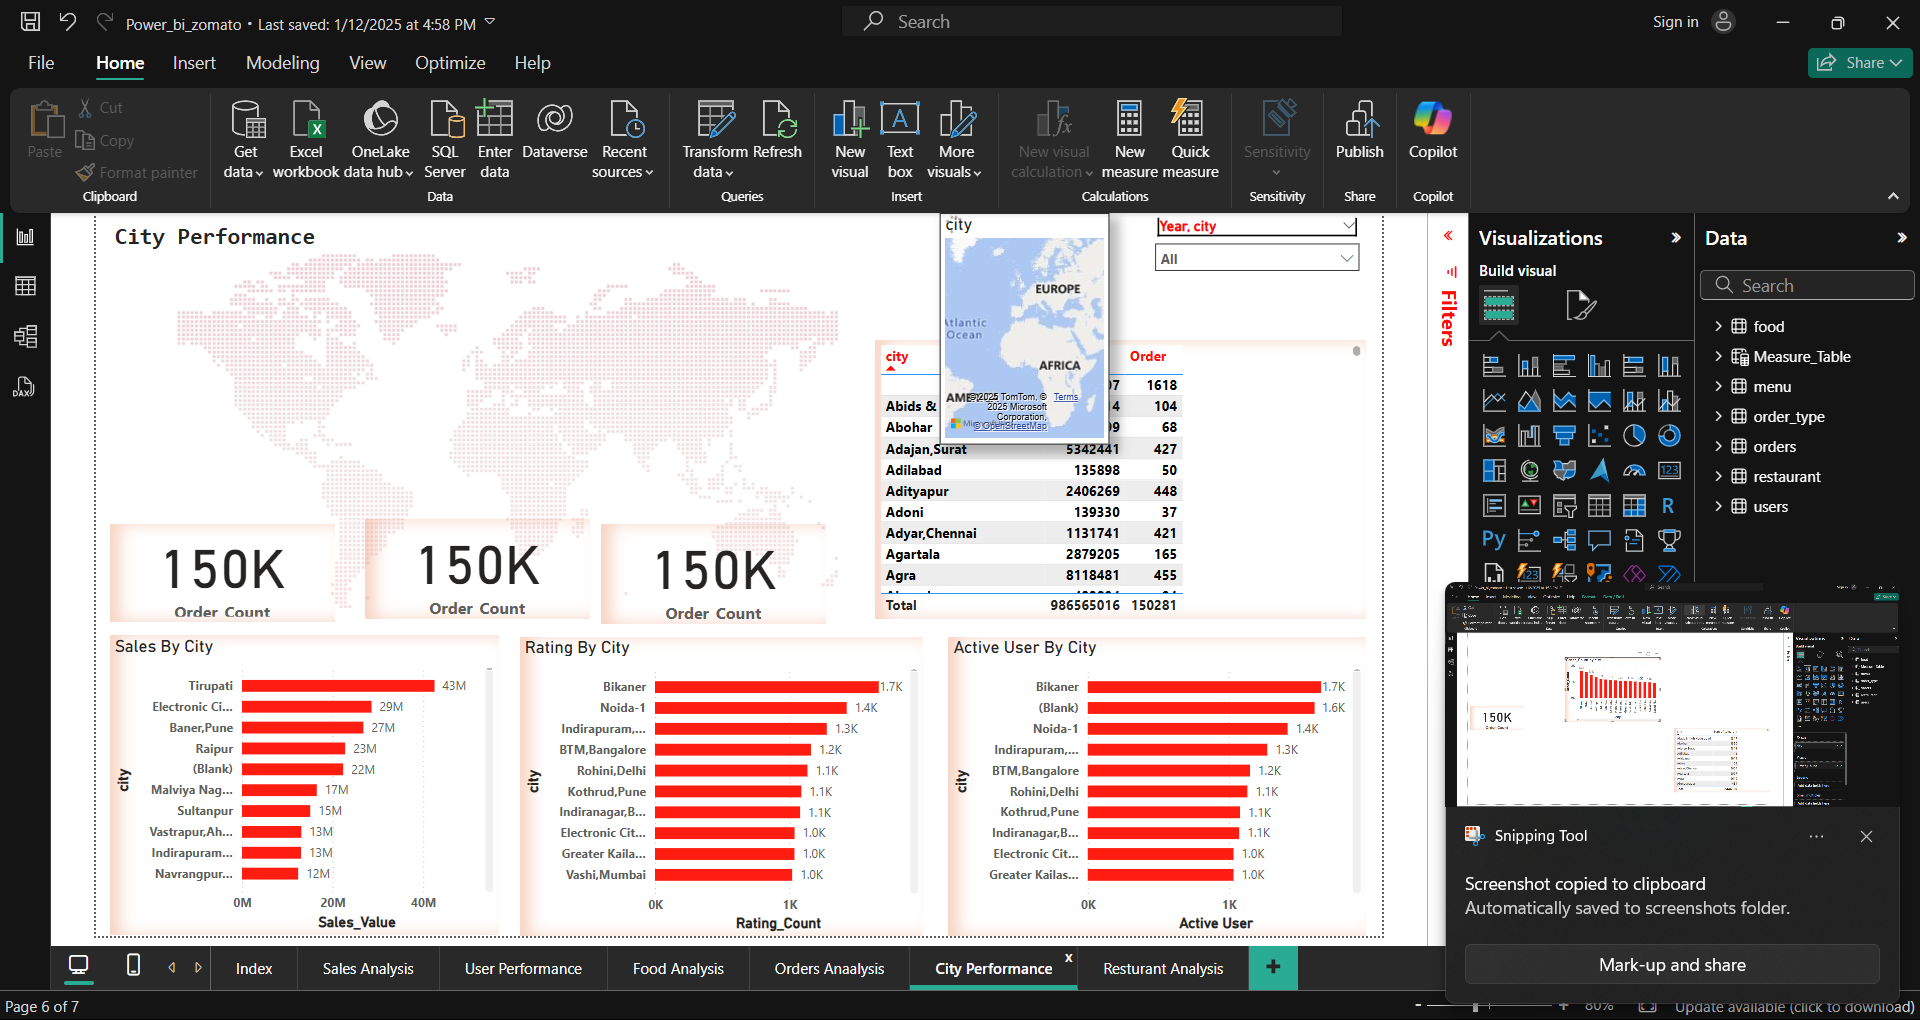 Power_bi_zomato • Last saved: 1/12/2025 at 4:58 PM
Search
Sign in
File Home Insert Modeling View Optimize Help
Share
Paste
Cut
Copy
Format painter
Clipboard
Get data
Excel workbook
OneLake data hub
SQL Server
Enter data
Dataverse
Recent sources
Data
Transform data
Refresh
Queries
New visual
Text box
More visuals
Insert
New visual calculation
New measure
Quick measure
Calculations
Sensitivity
Sensitivity
Publish
Share
Copilot
Copilot
City Performance
city
EUROPE
Atlantic
Ocean
AFRICA
©2025 TomTom, © 2025 Microsoft Corporation,
© OpenStreetMap
Terms
Year, city
All
city Order
1618
Abids & 104
Abohar 68
Adajan,Surat 5342441 427
Adilabad 135898 50
Adityapur 2406269 448
Adoni 139330 37
Adyar,Chennai 1131741 421
Agartala 2879205 165
Agra 8118481 455
Total 986565016 150281
150K
Order Count
150K
Order Count
150K
Order Count
Sales By City
Tirupati 43M
Electronic Ci... 29M
Baner,Pune 27M
Raipur 23M
(Blank) 22M
Malviya Nag... 17M
Sultanpur 15M
Vastrapur,Ah... 13M
Indirapuram... 13M
Navrangpur... 12M
city
0M 20M 40M
Sales_Value
Rating By City
Bikaner 1.7K
Noida-1 1.4K
Indirapuram,... 1.3K
BTM,Bangalore 1.2K
Rohini,Delhi 1.1K
Kothrud,Pune 1.1K
Indiranagar,B... 1.1K
Electronic Cit... 1.0K
Greater Kaila... 1.0K
Vashi,Mumbai 1.0K
city
0K 1K
Rating_Count
Active User By City
Bikaner 1.7K
(Blank) 1.6K
Noida-1 1.4K
Indirapuram,... 1.3K
BTM,Bangalore 1.2K
Rohini,Delhi 1.1K
Kothrud,Pune 1.1K
Indiranagar,B... 1.1K
Electronic Cit... 1.0K
Greater Kailas... 1.0K
city
0K 1K
Active User
Filters
Visualizations
Build visual
123
R
Py
Data
Search
food
Measure_Table
menu
order_type
orders
restaurant
users
DAX
150K
Order Count
Snipping Tool
Screenshot copied to clipboard
Automatically saved to screenshots folder.
Mark-up and share
Index
Sales Analysis
User Performance
Food Analysis
Orders Anaalysis
City Performance
x
Resturant Analysis
+
Page 6 of 7
- + 80%
Update available (click to download)